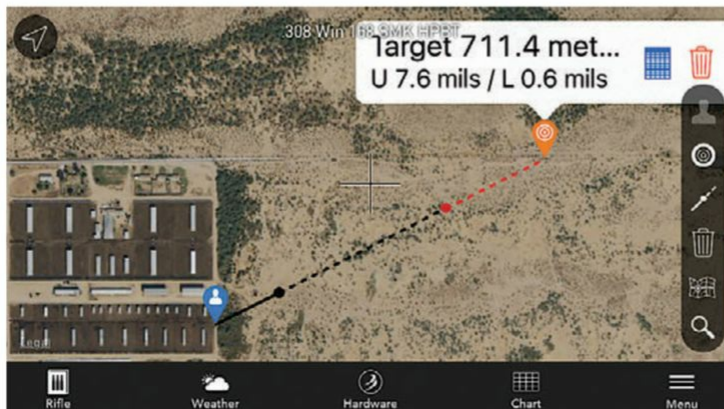 308 Win 168 SMK HPBT
Target 711.4 met...
U 7.6 mils / L 0.6 mils
Legal
Rifle
Weather
Hardware
Chart
Menu